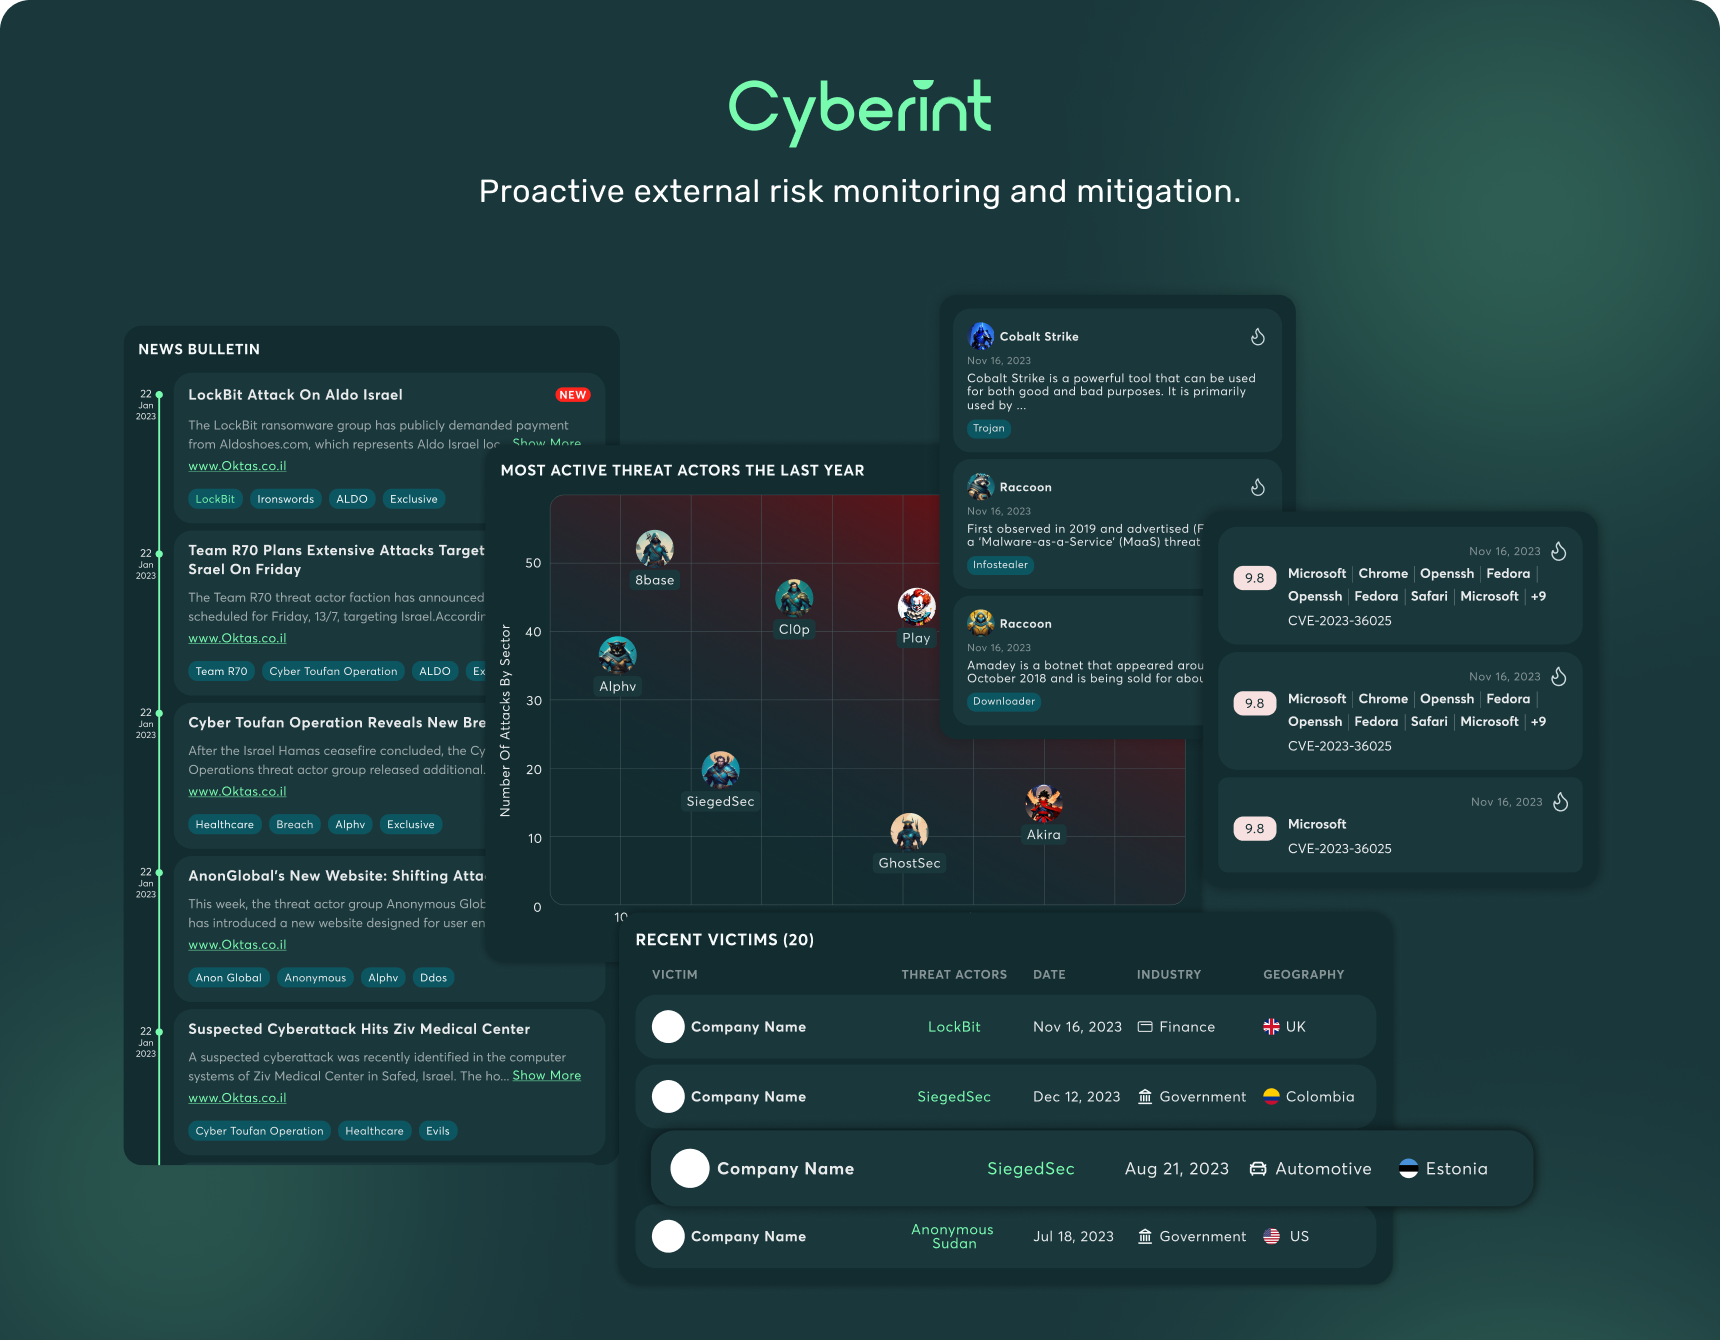 Cyberint
Proactive external risk monitoring and mitigation.
NEWS BULLETIN
22
Jan
2023
LockBit Attack On Aldo Israel
NEW
The LockBit ransomware group has publicly demanded payment
from Aldoshoes.com, which represents Aldo Israel loc Show More
www.Oktas.co.il
LockBit Ironswords ALDO Exclusive
22
Jan
2023
Team R70 Plans Extensive Attacks Target
Srael On Friday
The Team R70 threat actor faction has announced
scheduled for Friday, 13/7, targeting Israel.Accordin
www.Oktas.co.il
Team R70 Cyber Toufan Operation ALDO Ex
22
Jan
2023
Cyber Toufan Operation Reveals New Bre
After the Israel Hamas ceasefire concluded, the Cy
Operations threat actor group released additional.
www.Oktas.co.il
Healthcare Breach Alphv Exclusive
22
Jan
2023
AnonGlobal's New Website: Shifting Atta
This week, the threat actor group Anonymous Glob
has introduced a new website designed for user en
www.Oktas.co.il
Anon Global Anonymous Alphv Ddos
22
Jan
2023
Suspected Cyberattack Hits Ziv Medical Center
A suspected cyberattack was recently identified in the computer
systems of Ziv Medical Center in Safed, Israel. The ho... Show More
www.Oktas.co.il
Cyber Toufan Operation Healthcare Evils
MOST ACTIVE THREAT ACTORS THE LAST YEAR
Number Of Attacks By Sector
50
40
30
20
10
0
10
8base
Cl0p
Play
Alphv
SiegedSec
Akira
GhostSec
Cobalt Strike
Nov 16, 2023
Cobalt Strike is a powerful tool that can be used
for both good and bad purposes. It is primarily
used by ...
Trojan
Raccoon
Nov 16, 2023
First observed in 2019 and advertised (F
a 'Malware-as-a-Service' (MaaS) threat
Infostealer
Raccoon
Nov 16, 2023
Amadey is a botnet that appeared arou
October 2018 and is being sold for abou
Downloader
Nov 16, 2023
9.8
Microsoft | Chrome | Openssh | Fedora |
Openssh | Fedora | Safari | Microsoft | +9
CVE-2023-36025
Nov 16, 2023
9.8
Microsoft | Chrome | Openssh | Fedora |
Openssh | Fedora | Safari | Microsoft | +9
CVE-2023-36025
Nov 16, 2023
9.8
Microsoft
CVE-2023-36025
RECENT VICTIMS (20)
VICTIM THREAT ACTORS DATE INDUSTRY GEOGRAPHY
Company Name LockBit Nov 16, 2023 Finance UK
Company Name SiegedSec Dec 12, 2023 Government Colombia
Company Name SiegedSec Aug 21, 2023 Automotive Estonia
Company Name Anonymous Sudan Jul 18, 2023 Government US